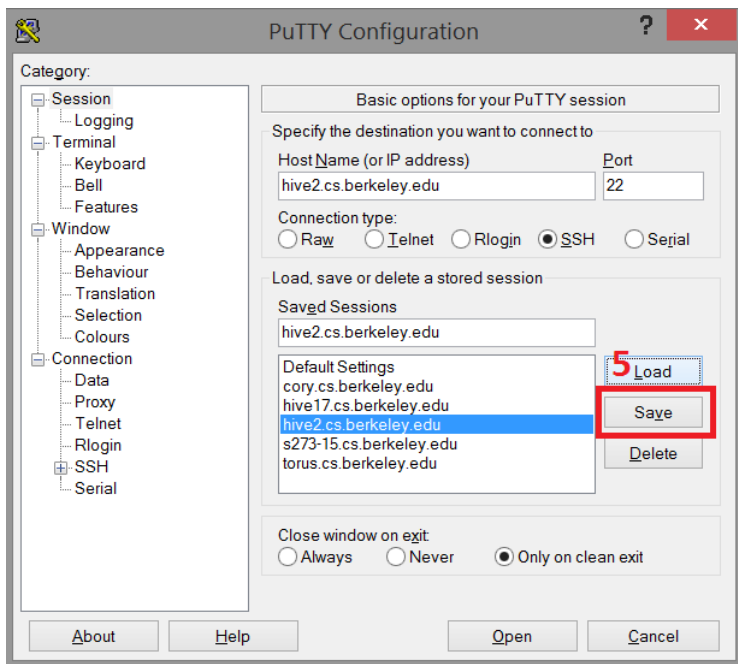 PuTTY Configuration
?
×
Category:
Session
Logging
Terminal
Keyboard
Bell
Features
Window
Appearance
Behaviour
Translation
Selection
Colours
Connection
Data
Proxy
Telnet
Rlogin
SSH
Serial
Basic options for your PuTTY session
Specify the destination you want to connect to
Host Name (or IP address) Port
hive2.cs.berkeley.edu 22
Connection type:
Raw Telnet Rlogin SSH Serial
Load, save or delete a stored session
Saved Sessions
hive2.cs.berkeley.edu
Default Settings
cory.cs.berkeley.edu
hive17.cs.berkeley.edu
hive2.cs.berkeley.edu
s273-15.cs.berkeley.edu
torus.cs.berkeley.edu
5 Load
Save
Delete
Close window on exit:
Always Never Only on clean exit
About Help Open Cancel